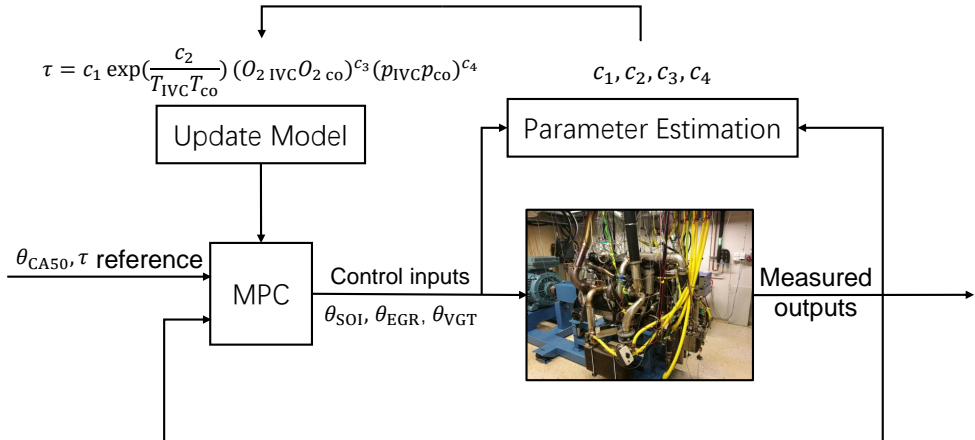 τ = c₁ exp(c₂/(T_IVC T_co)) (O₂ IVC O₂ co)^c₃ (p_IVC p_co)^c₄
c₁, c₂, c₃, c₄
Update Model
Parameter Estimation
θ_CA50, τ reference
MPC
Control inputs
θ_SOI, θ_EGR, θ_VGT
Measured
outputs